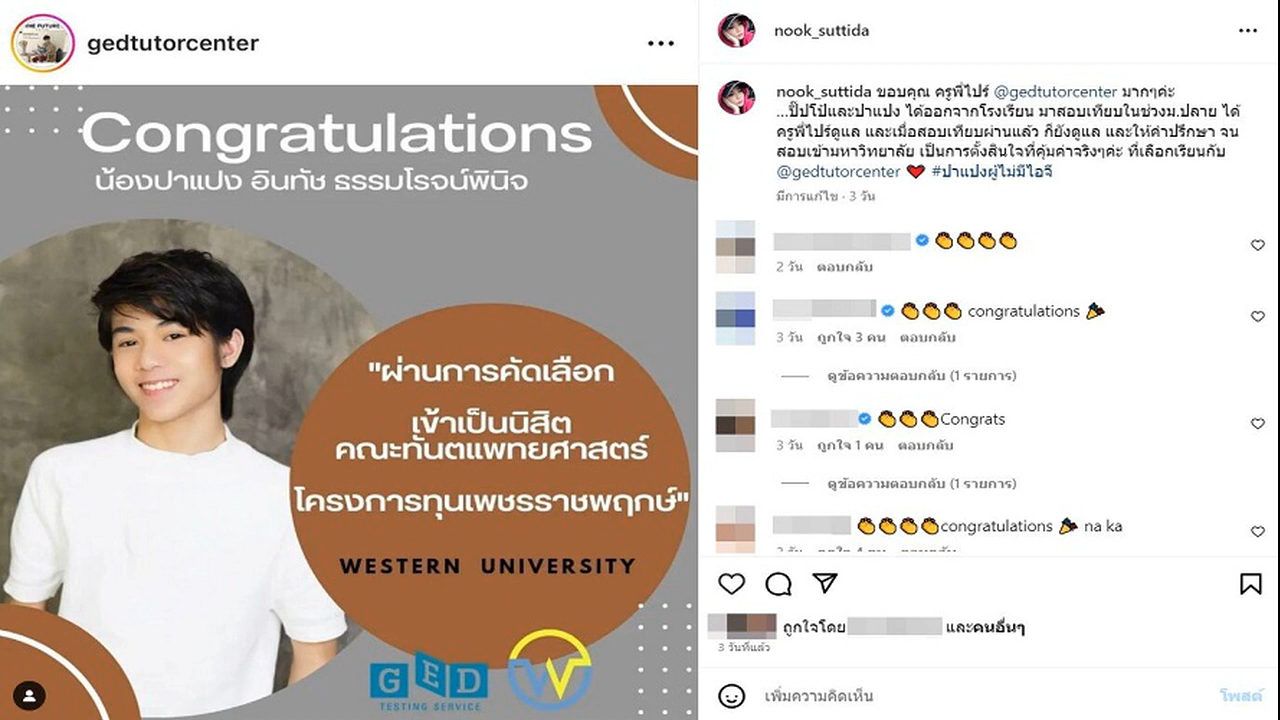 gedtutorcenter
Congratulations
น้องปาแปง อินทัช ธรรมโรจน์พินิจ
"ผ่านการคัดเลือก
เข้าเป็นนิสิต
คณะทันตแพทยศาสตร์
โครงการทุนเพชรราชพฤกษ์"
WESTERN UNIVERSITY
GED
TESTING SERVICE
W
nook_suttida
nook_suttida ขอบคุณ ครูพี่ไปร์ @gedtutorcenter มากๆค่ะ
...ป๊ปโป้และปาแปง ได้ออกจากโรงเรียน มาสอบเทียบในช่วงม.ปลาย ได้
ครูพี่ไปร์ดูแล และเมื่อสอบเทียบผ่านแล้ว ก็ยังดูแล และให้คำปรึกษา จน
สอบเข้ามหาวิทยาลัย เป็นการตั้งสินใจที่คุ้มค่าจริงๆค่ะ ที่เลือกเรียนกับ
@gedtutorcenter ❤️ #ปาแปงผู้ไม่มีไอจี
มีการแก้ไข · 3 วัน
👏👏👏👏
2 วัน ตอบกลับ
👏👏👏 congratulations 🎉
3 วัน ถูกใจ 3 คน ตอบกลับ
ดูข้อความตอบกลับ (1 รายการ)
👏👏👏Congrats
3 วัน ถูกใจ 1 คน ตอบกลับ
ดูข้อความตอบกลับ (1 รายการ)
👏👏👏👏congratulations 🎉 na ka
ถูกใจโดย และคนอื่นๆ
3 วันที่แล้ว
เพิ่มความคิดเห็น
โพสต์